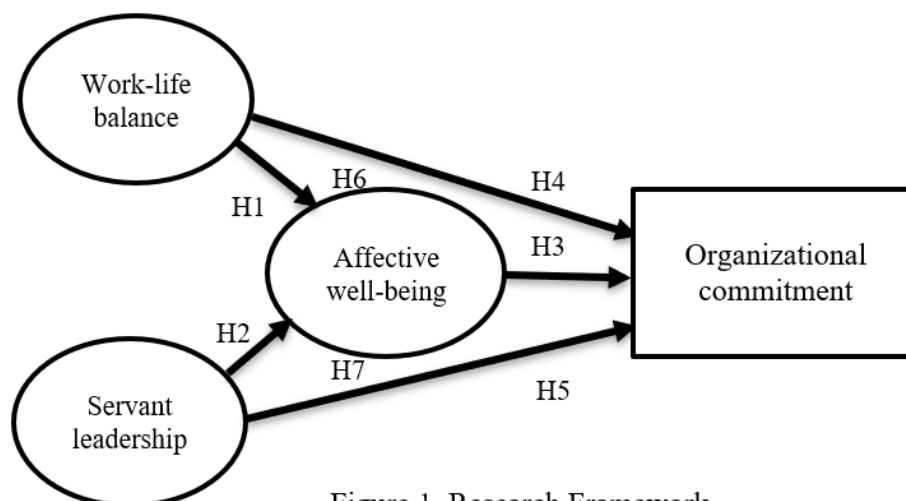 Work-life
balance
H6
H4
H1
H3
Affective
well-being
Organizational
commitment
H2
H7
H5
Servant
leadership
Figure 1. Research Framework